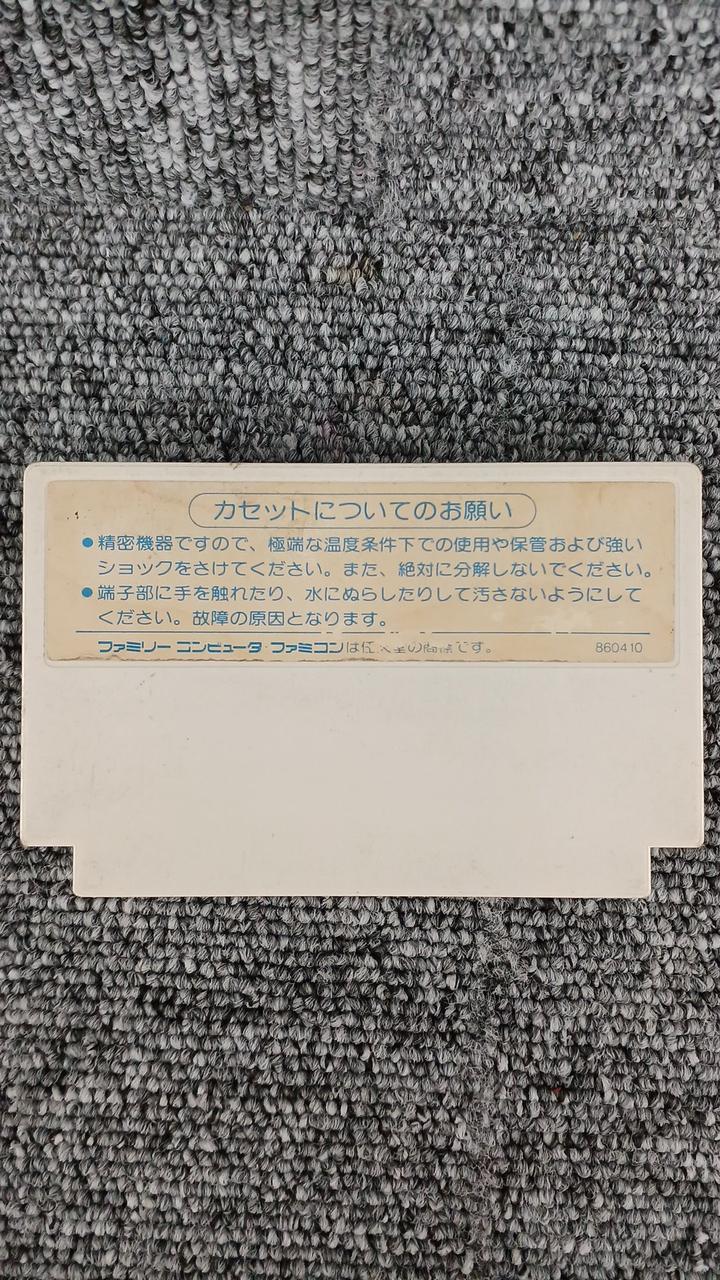 カセットについてのお願い
●精密機器ですので、極端な温度条件下での使用や保管および強い
ショックをさけてください。また、絶対に分解しないでください。
●端子部に手を触れたり、水にぬらしたりして汚さないようにして
ください。故障の原因となります。
ファミリー コンピュータ・ファミコンは任 の です。 860410